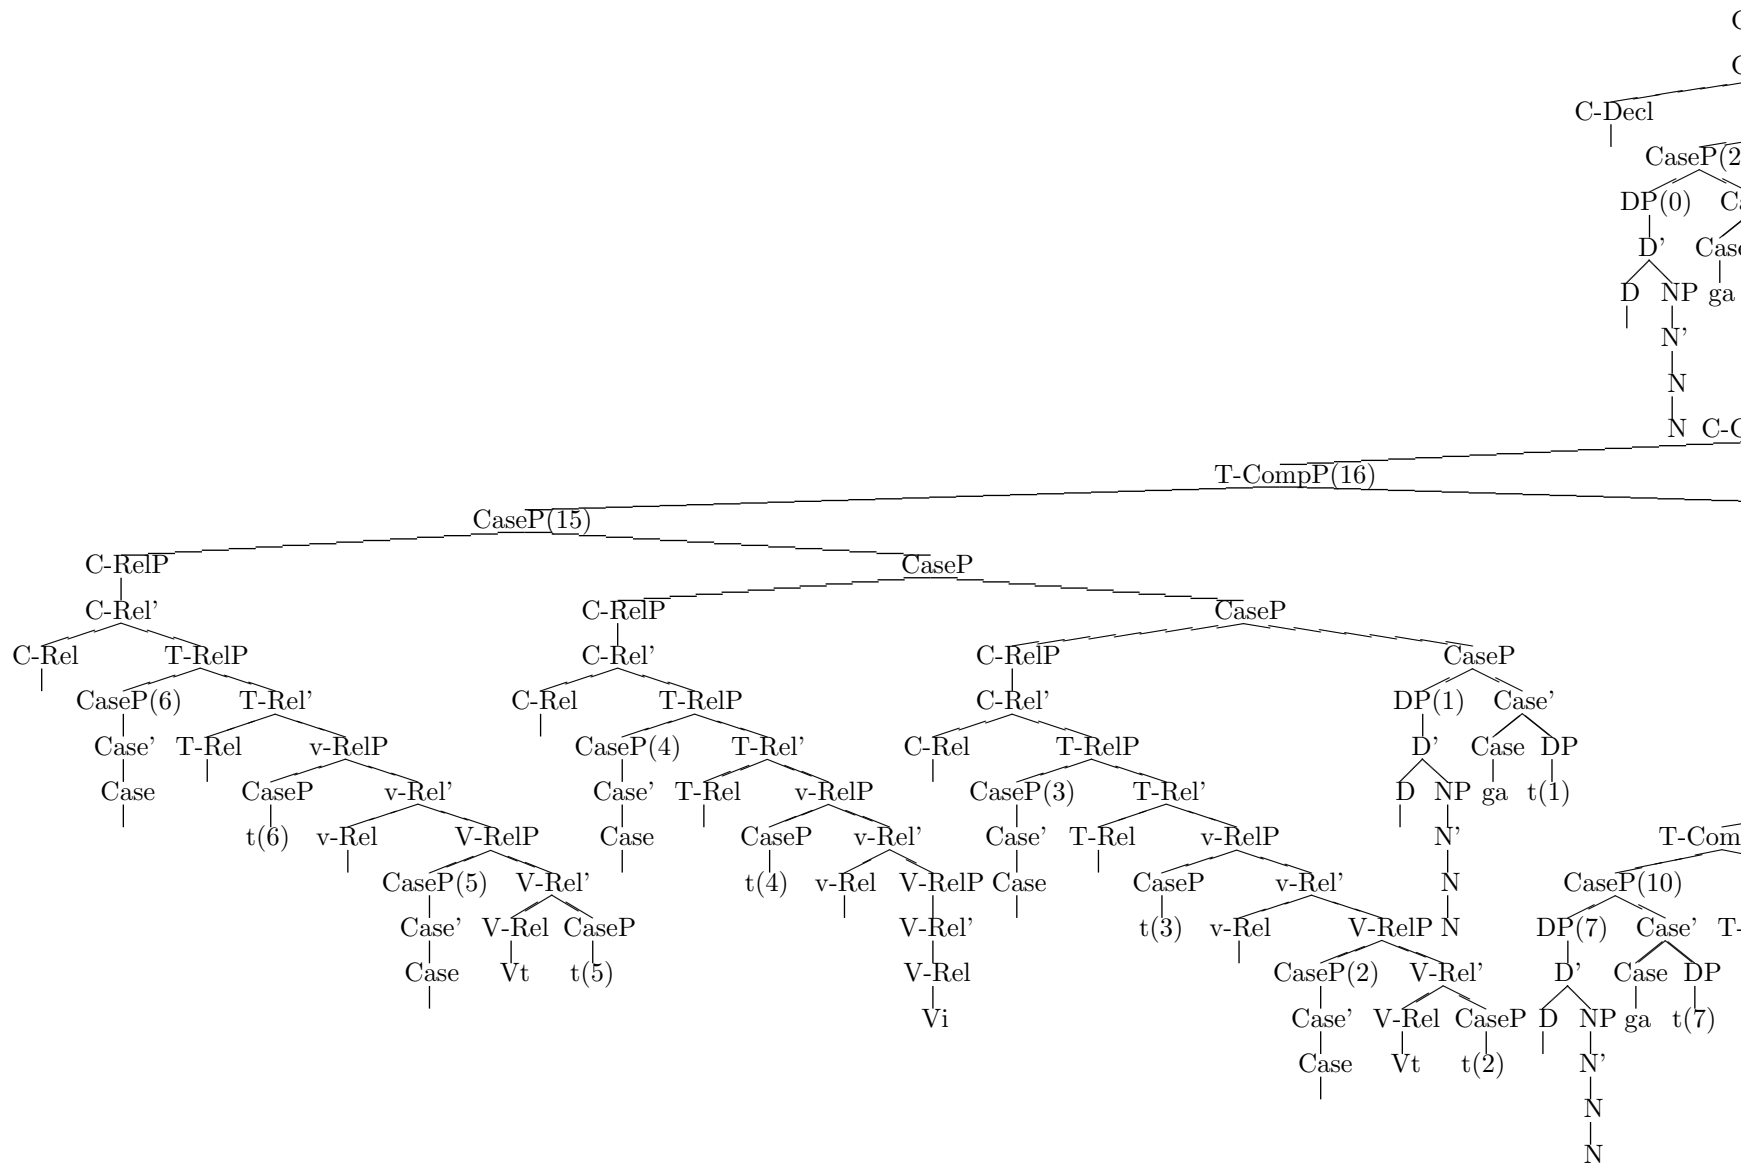 C-Decl
CaseP(2
DP(0)
D' Case
D NP ga
N'
N
N
T-CompP(16)
CaseP(15)
C-RelP CaseP
C-Rel' C-RelP CaseP
C-Rel T-RelP C-Rel' C-RelP CaseP
CaseP(6) T-Rel' C-Rel T-RelP C-Rel' DP(1) Case'
Case' T-Rel v-RelP CaseP(4) T-Rel' C-Rel T-RelP D' Case DP
Case CaseP v-Rel' Case' T-Rel v-RelP CaseP(3) T-Rel' D NP ga t(1)
t(6) v-Rel V-RelP Case CaseP v-Rel' Case' T-Rel v-RelP N' T-Com
CaseP(5) V-Rel' t(4) v-Rel V-RelP Case CaseP v-Rel' N CaseP(10)
Case' V-Rel CaseP V-Rel' t(3) v-Rel V-RelP N DP(7) Case' T-
Case Vt t(5) V-Rel CaseP(2) V-Rel' D' Case DP
Vi Case' V-Rel CaseP D NP ga t(7)
Case Vt t(2) N'
N
N